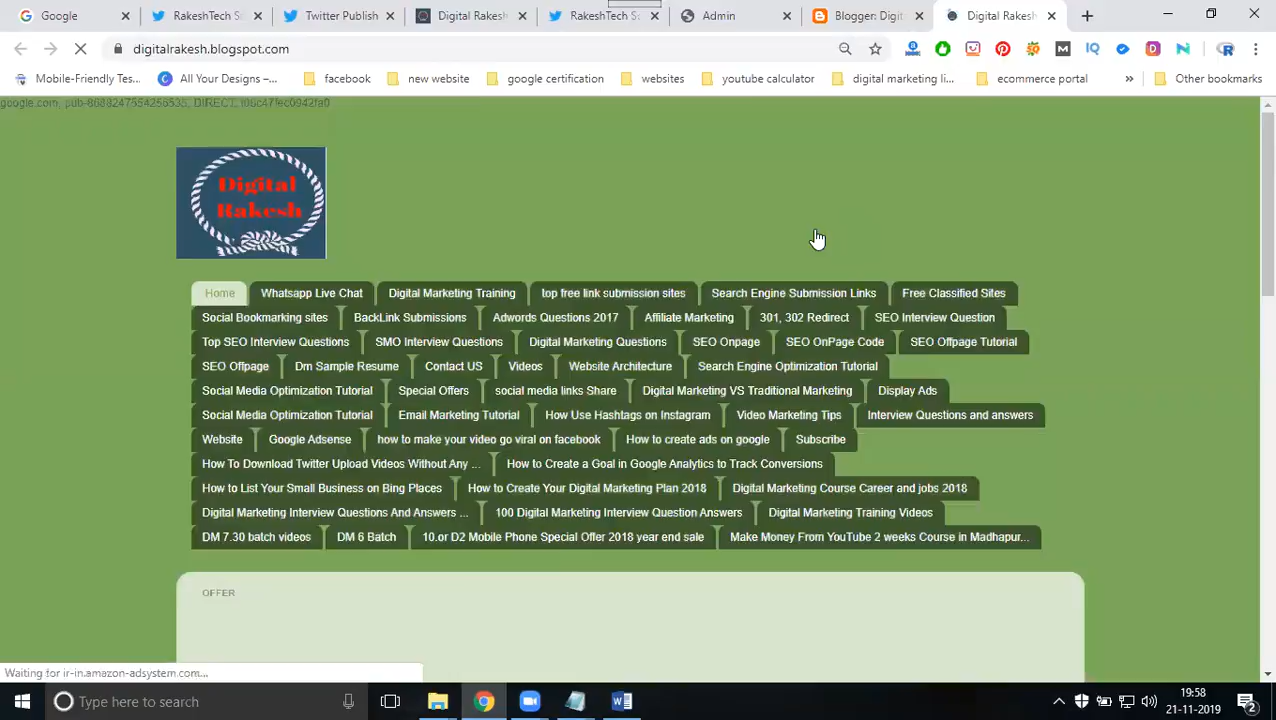 Google
RakeshTech S
Twitter Publish
Digital Rakesh
RakeshTech S
Admin
Blogger: Digit
Digital Rakesh
digitalrakesh.blogspot.com
Mobile-Friendly Tes...
All Your Designs –...
facebook
new website
google certification
websites
youtube calculator
digital marketing li...
ecommerce portal
»
Other bookmarks
Digital
Rakesh
Home
Whatsapp Live Chat
Digital Marketing Training
top free link submission sites
Search Engine Submission Links
Free Classified Sites
Social Bookmarking sites
BackLink Submissions
Adwords Questions 2017
Affiliate Marketing
301, 302 Redirect
SEO Interview Question
Top SEO Interview Questions
SMO Interview Questions
Digital Marketing Questions
SEO Onpage
SEO OnPage Code
SEO Offpage Tutorial
SEO Offpage
Dm Sample Resume
Contact US
Videos
Website Architecture
Search Engine Optimization Tutorial
Social Media Optimization Tutorial
Special Offers
social media links Share
Digital Marketing VS Traditional Marketing
Display Ads
Social Media Optimization Tutorial
Email Marketing Tutorial
How Use Hashtags on Instagram
Video Marketing Tips
Interview Questions and answers
Website
Google Adsense
how to make your video go viral on facebook
How to create ads on google
Subscribe
How To Download Twitter Upload Videos Without Any ...
How to Create a Goal in Google Analytics to Track Conversions
How to List Your Small Business on Bing Places
How to Create Your Digital Marketing Plan 2018
Digital Marketing Course Career and jobs 2018
Digital Marketing Interview Questions And Answers ...
100 Digital Marketing Interview Question Answers
Digital Marketing Training Videos
DM 7.30 batch videos
DM 6 Batch
10.or D2 Mobile Phone Special Offer 2018 year end sale
Make Money From YouTube 2 weeks Course in Madhapur...
OFFER
Waiting for ir-in.amazon-adsystem.com...
Type here to search
19:58
21-11-2019
2